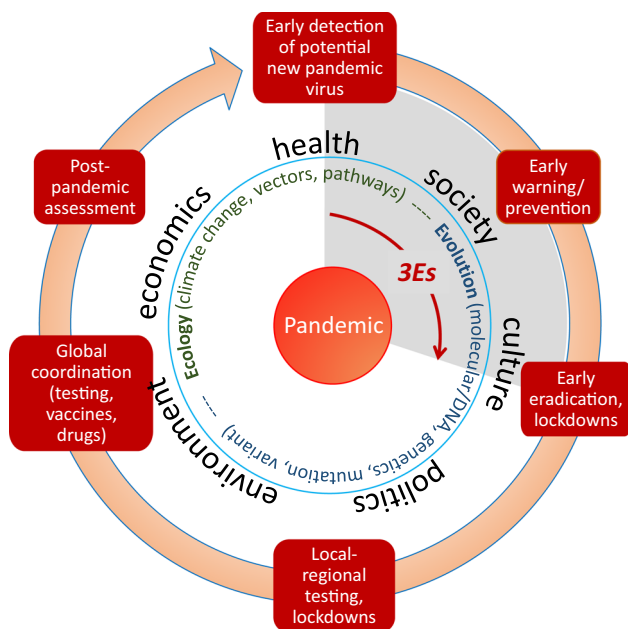 Early detection
of potential
new pandemic
virus
Early
warning/
prevention
Early
eradication,
lockdowns
Local-
regional
testing,
lockdowns
Global
coordination
(testing,
vaccines,
drugs)
Post-
pandemic
assessment
health
society
culture
politics
environment
economics
Ecology (climate change, vectors, pathways) ----- Evolution (molecular/DNA, genetics, mutation, variant) -----
3Es
Pandemic